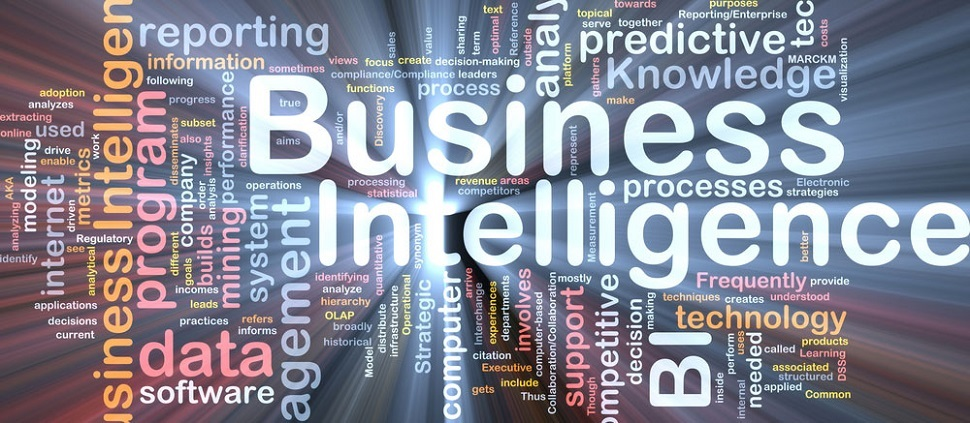 Business
Intelligence
reporting
information
following
sometimes
sales
value
views
focus
create
sharing
term
text
optimal
Reference
outside
decision-making
compliance/Compliance leaders
functions
process
platform
topical
serve
together
towards
purposes
Reporting/Enterprise
predictive
Knowledge
gathers
make
MARCKM
costs
visualization
adoption
analyzes
extracting
online
used
drive
enable
work
AKA
analyzing
modeling
identify
Internet
driven
metrics
Regulatory
see
analytical
applications
decisions
current
program
progress
subset
also
disseminates
insights
company
order
analysis
performance
clarification
true
aims
and/or
Discovery
operations
different
goals
builds
mining
system
incomes
leads
practices
refers
informs
data
software
processing
statistical
revenue areas
competitors
represent
Measurement
processes
Electronic
strategies
better
identifying
analyze
hierarchy
OLAP
broadly
historical
quantitative
Model
distribute
infrastructure
Operational
synonym
Strategic
computer
arrive
Interchange
experiences
departments
citation
Executive
include
gets
Thus
involves
computer-based
Collaboration/Collaboration
mostly
support
Though
decision
making
BI
Frequently
provide
techniques
creates
understood
technology
inside
perform
uses
internal
needed
called
associated
structured
applied
products
Learning
DSS
Common